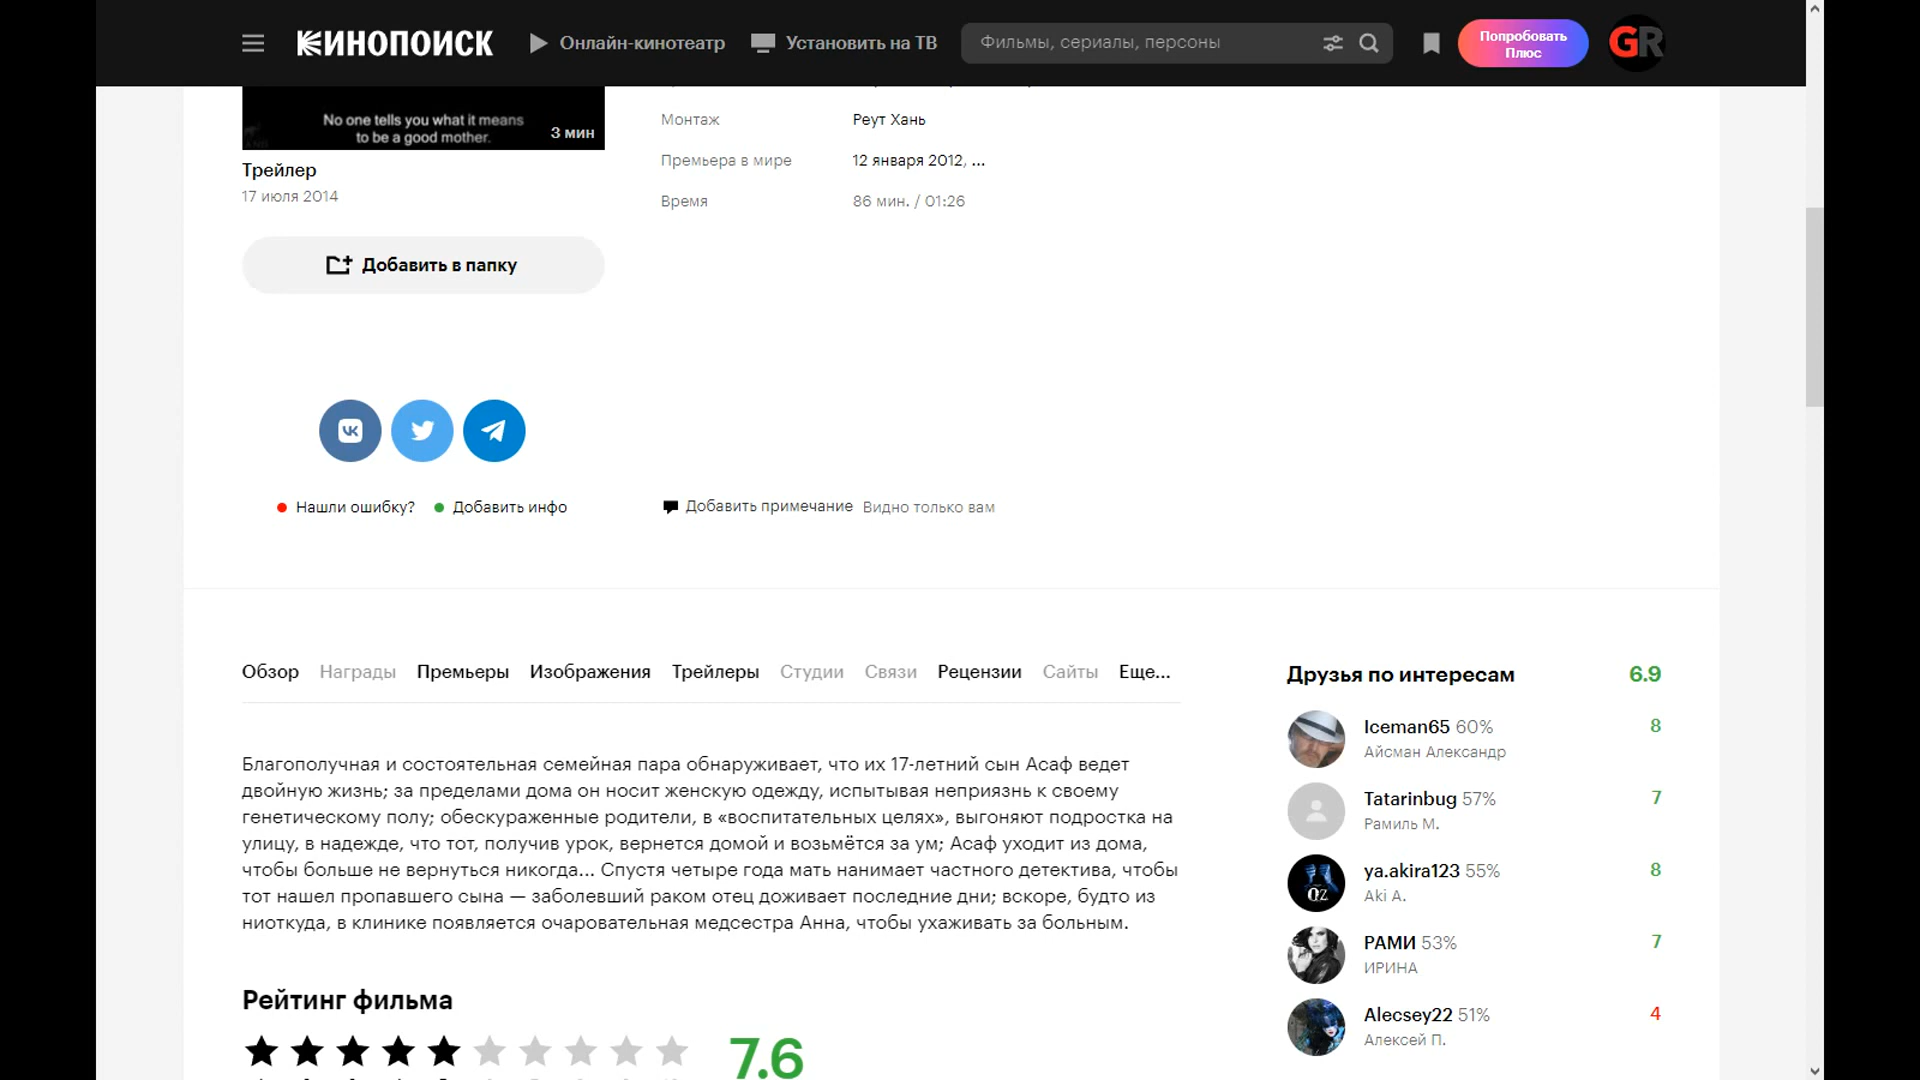 КИНОПОИСК
Онлайн-кинотеатр
Установить на ТВ
Фильмы, сериалы, персоны
Попробовать
Плюс
GR
No one tells you what it means
to be a good mother.
3 мин
Трейлер
17 июля 2014
Добавить в папку
Монтаж Реут Хань
Премьера в мире 12 января 2012, ...
Время 86 мин. / 01:26
Нашли ошибку?
Добавить инфо
Добавить примечание Видно только вам
Обзор Награды Премьеры Изображения Трейлеры Студии Связи Рецензии Сайты Еще...
Благополучная и состоятельная семейная пара обнаруживает, что их 17-летний сын Асаф ведет
двойную жизнь; за пределами дома он носит женскую одежду, испытывая неприязнь к своему
генетическому полу; обескураженные родители, в «воспитательных целях», выгоняют подростка на
улицу, в надежде, что тот, получив урок, вернется домой и возьмётся за ум; Асаф уходит из дома,
чтобы больше не вернуться никогда... Спустя четыре года мать нанимает частного детектива, чтобы
тот нашел пропавшего сына — заболевший раком отец доживает последние дни; вскоре, будто из
ниоткуда, в клинике появляется очаровательная медсестра Анна, чтобы ухаживать за больным.
Рейтинг фильма
7.6
Друзья по интересам 6.9
Iceman65 60% 8
Айсман Александр
Tatarinbug 57% 7
Рамиль М.
QZ
ya.akira123 55% 8
Aki A.
РАМИ 53% 7
ИРИНА
Alecsey22 51% 4
Алексей П.